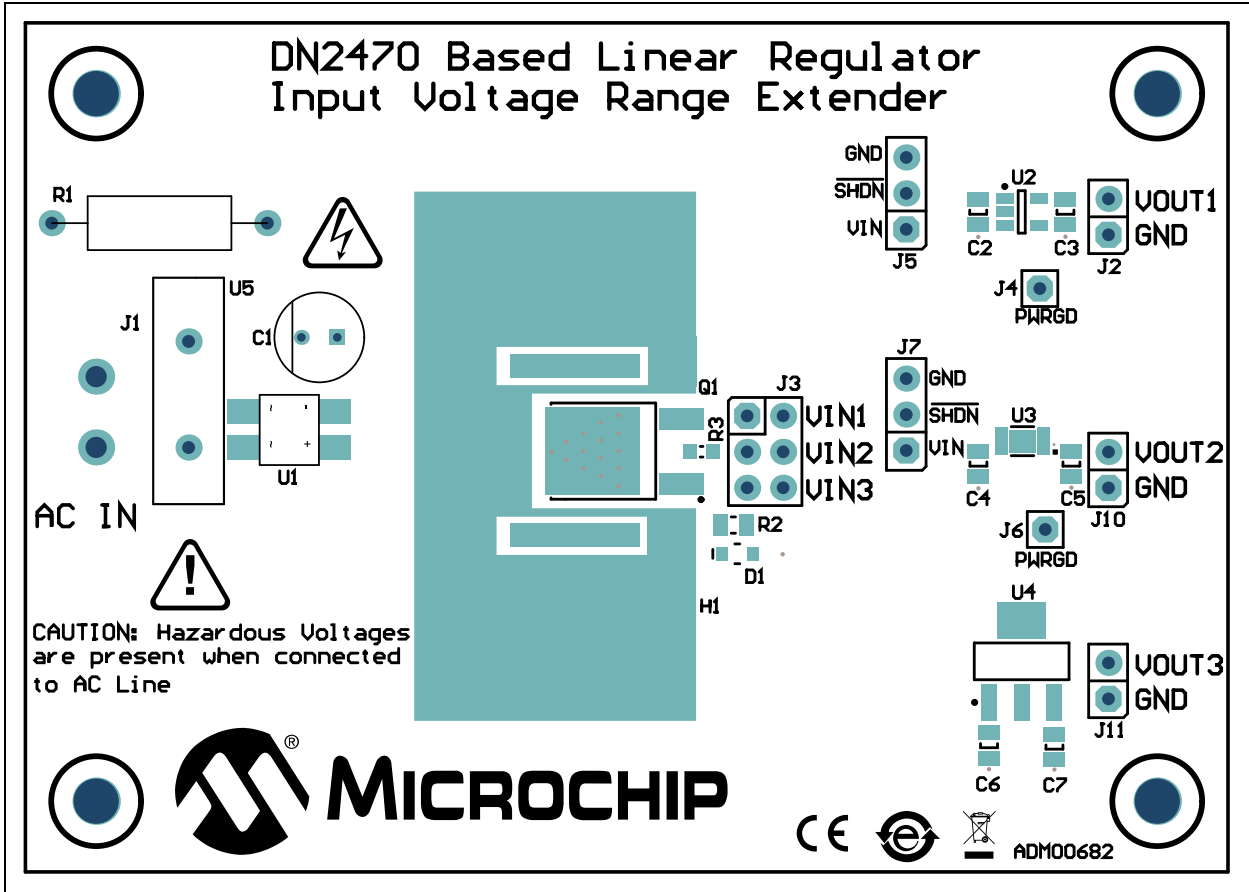 DN2470 Based Linear Regulator
Input Voltage Range Extender
R1
GND
SHDN
VIN
J5
U2
C2
C3
VOUT1
GND
J2
J4
PWRGD
U5
J1
C1
U1
AC IN
Q1
J3
R3
VIN1
VIN2
VIN3
R2
D1
H1
J7
GND
SHDN
VIN
U3
C4
C5
VOUT2
GND
J10
J6
PWRGD
U4
VOUT3
GND
J11
C6
C7
!
CAUTION: Hazardous Voltages
are present when connected
to AC Line
MICROCHIP
®
CE
e
ADM00682
~ -
~ +